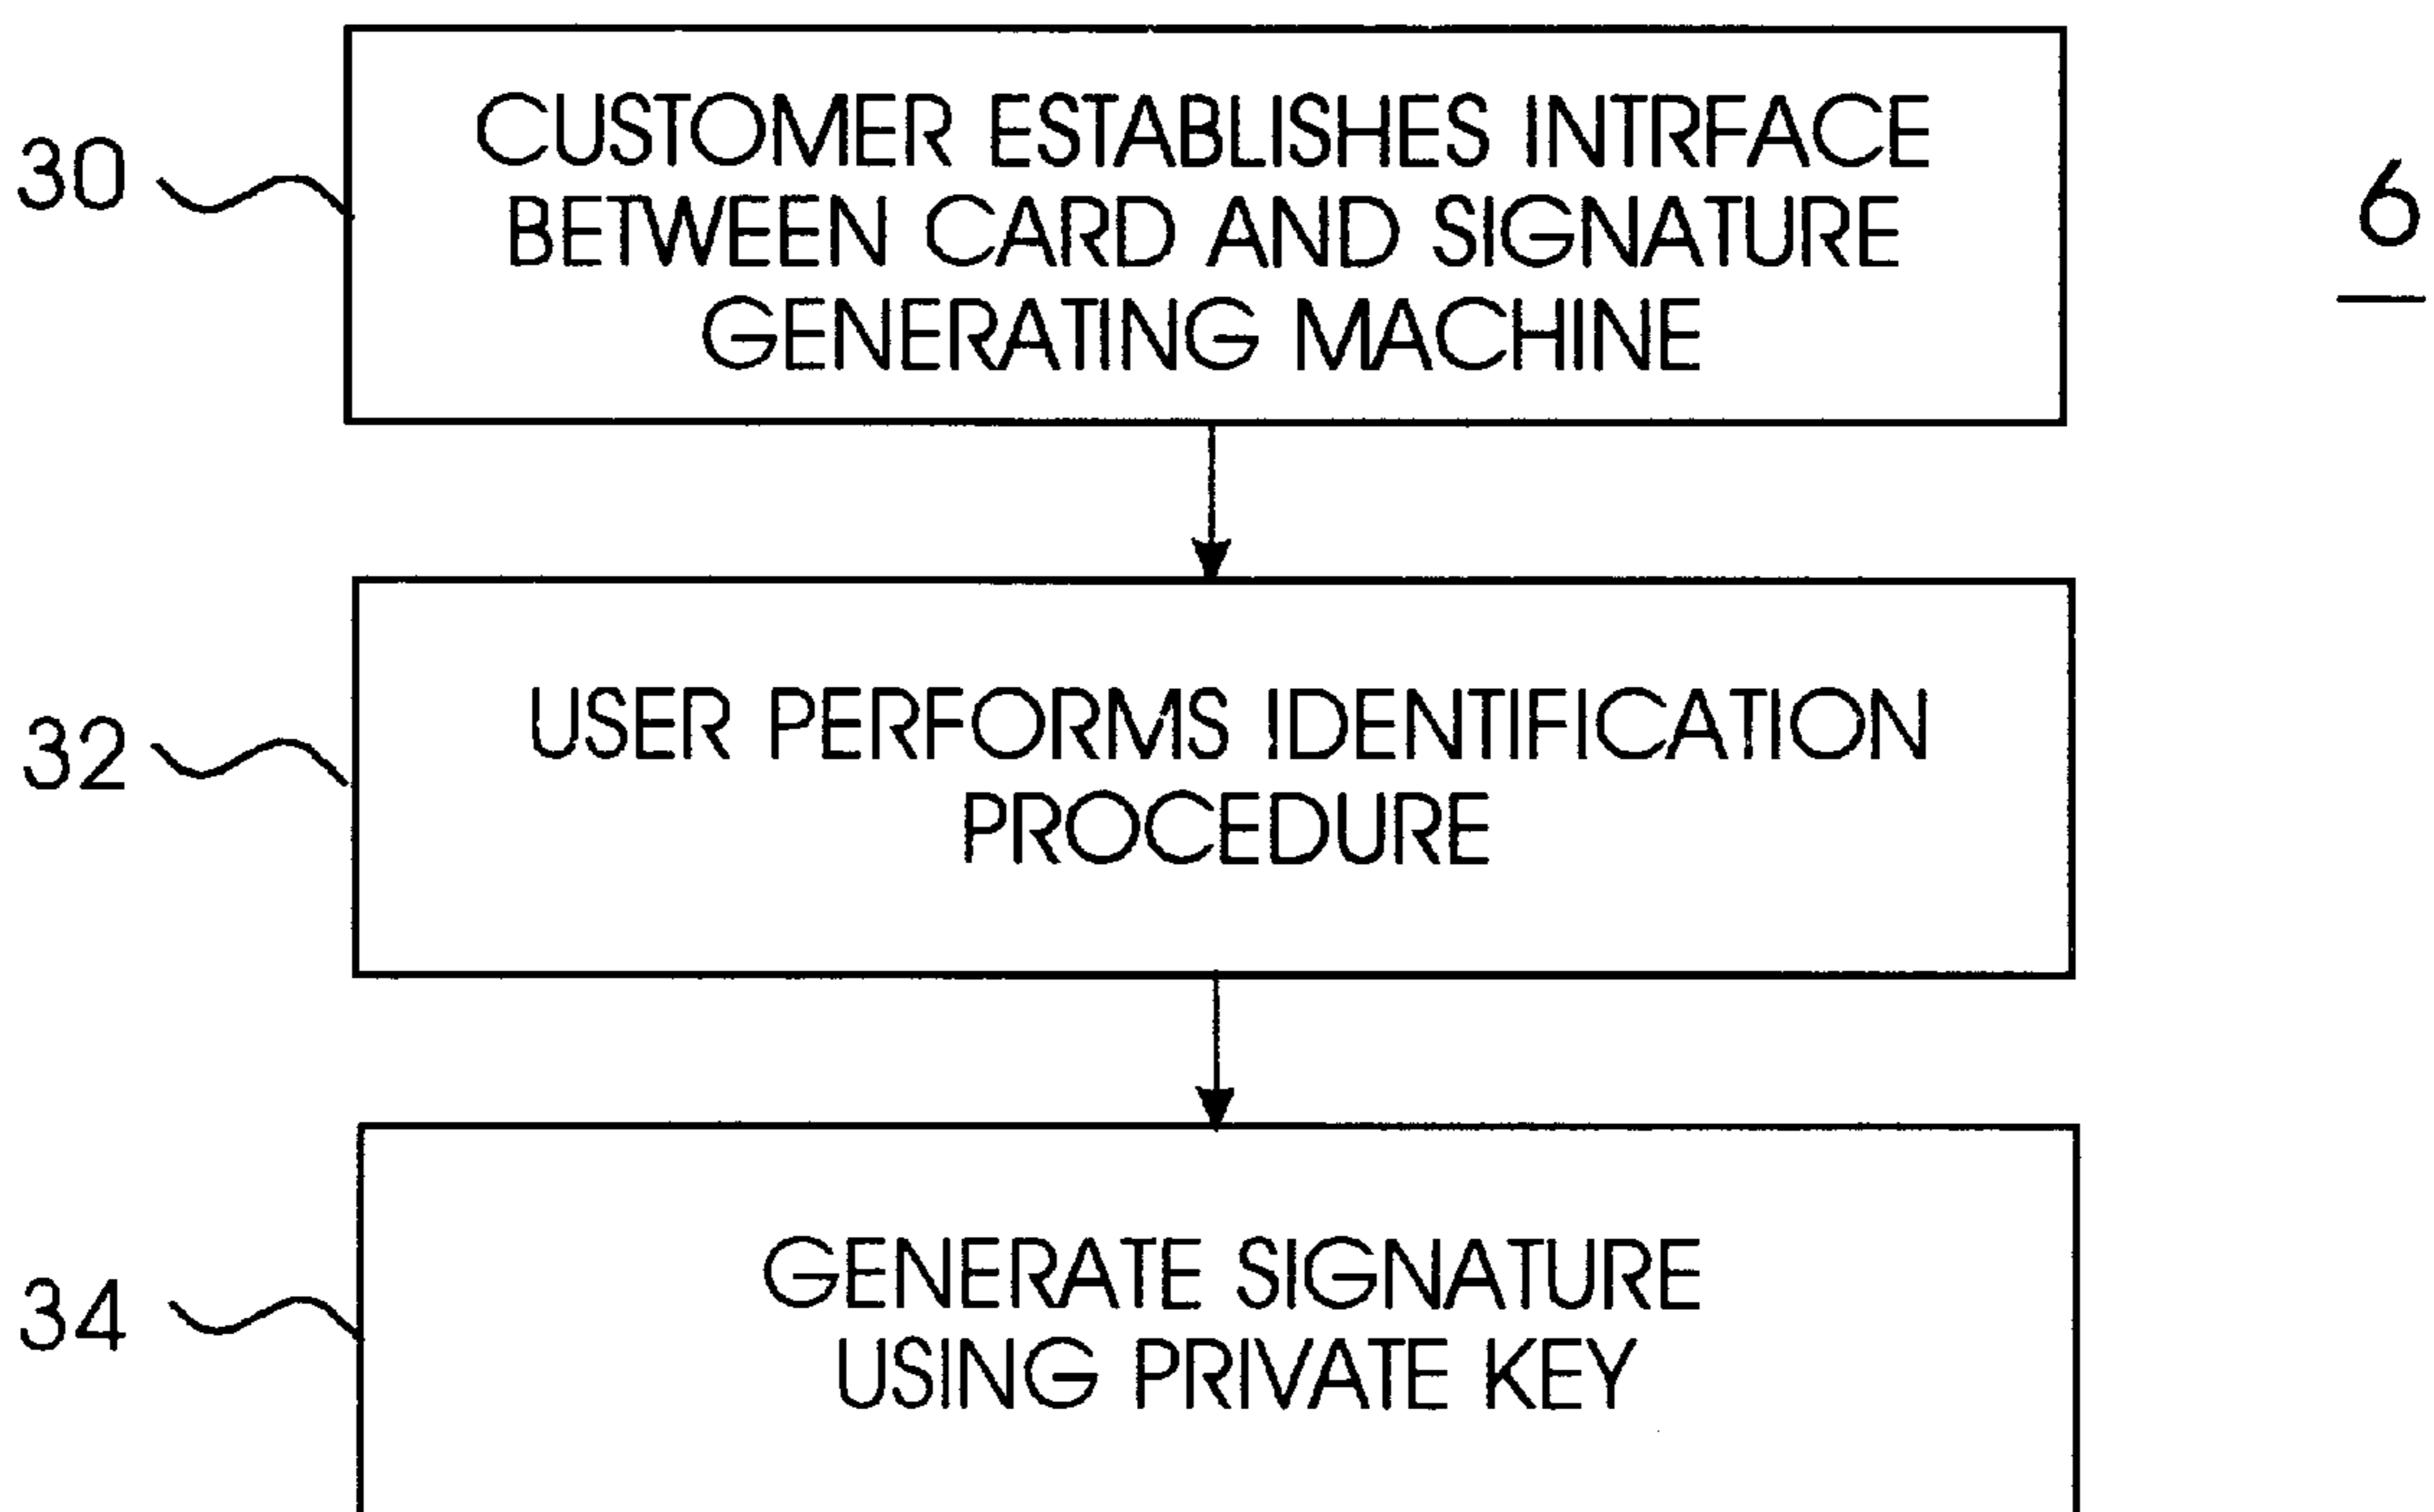 30
CUSTOMER ESTABLISHES INTRFACE
BETWEEN CARD AND SIGNATURE
GENERATING MACHINE
6
32
USER PERFORMS IDENTIFICATION
PROCEDURE
34
GENERATE SIGNATURE
USING PRIVATE KEY